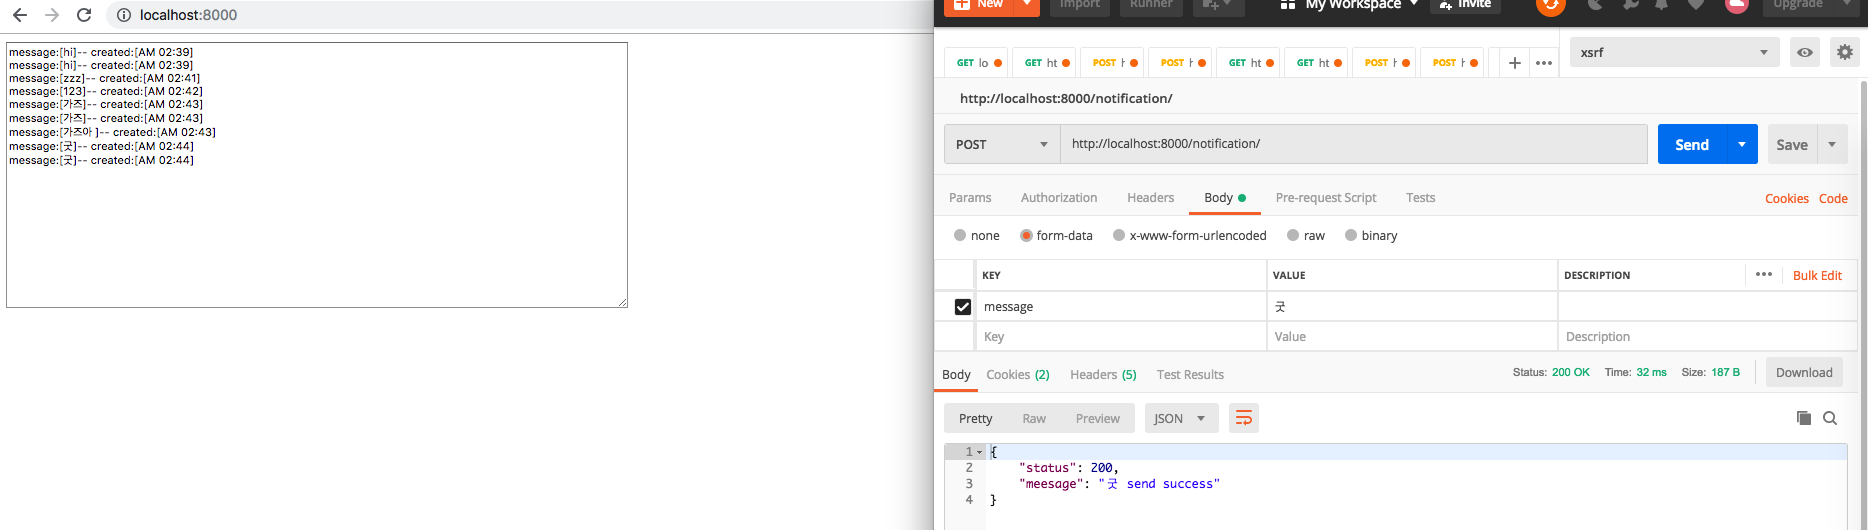 localhost:8000
message:[hi]-- created:[AM 02:39]
message:[hi]-- created:[AM 02:39]
message:[zzz]-- created:[AM 02:41]
message:[123]-- created:[AM 02:42]
message:[가즈]-- created:[AM 02:43]
message:[가즈]-- created:[AM 02:43]
message:[가즈아 ]-- created:[AM 02:43]
message:[굿]-- created:[AM 02:44]
message:[굿]-- created:[AM 02:44]
New Import Runner My Workspace Invite Upgrade
GET lo GET ht POST h POST h GET ht GET ht POST h POST h xsrf
http://localhost:8000/notification/
POST http://localhost:8000/notification/ Send Save
Params Authorization Headers Body Pre-request Script Tests Cookies Code
none form-data x-www-form-urlencoded raw binary
KEY VALUE DESCRIPTION Bulk Edit
message 굿
Key Value Description
Body Cookies (2) Headers (5) Test Results Status: 200 OK Time: 32 ms Size: 187 B Download
Pretty Raw Preview JSON
1 {
2 "status": 200,
3 "meesage": "굿 send success"
4 }